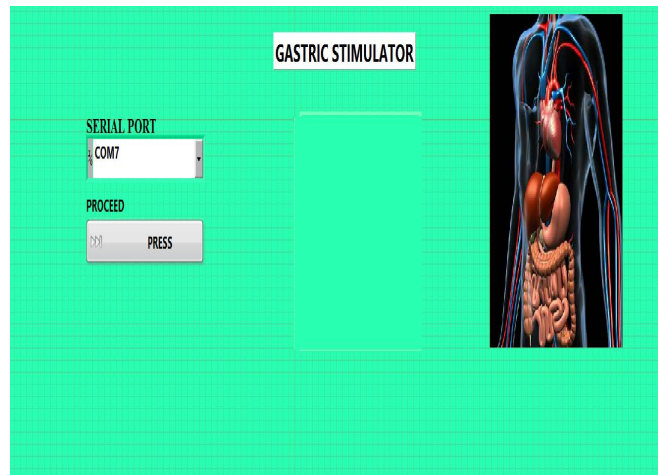 GASTRIC STIMULATOR
SERIAL PORT
COM7
PROCEED
PRESS